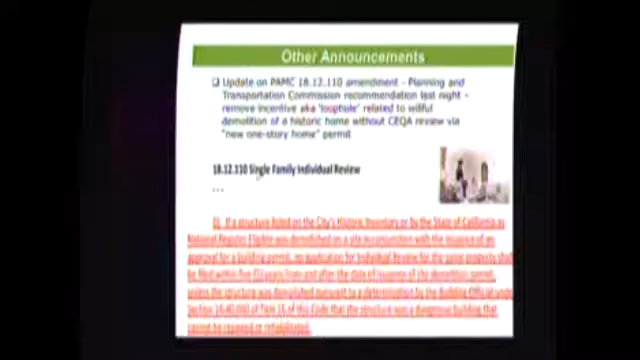 Other Announcements
❑ Update on PAMC 18.12.110 amendment - Planning and
Transportation Commission recommendation last night –
remove incentive aka 'loophole' related to willful
demolition of a historic home without CEQA review via
"new one-story home" permit
18.12.110 Single Family Individual Review
. . .
If a structure listed on the City's Historic Inventory or by the State of California as
National Register Eligible was demolished on a site in conjunction with the issuance of an
approval for a building permit, no application for Individual Review for the same property shall
be filed within five (5) years from and after the date of issuance of the demolition permit,
unless the structure was demolished pursuant to a determination by the Building Official under
Section 16.40.000 of Title 16 of this Code that the structure was a dangerous building that
cannot be repaired or rehabilitated.